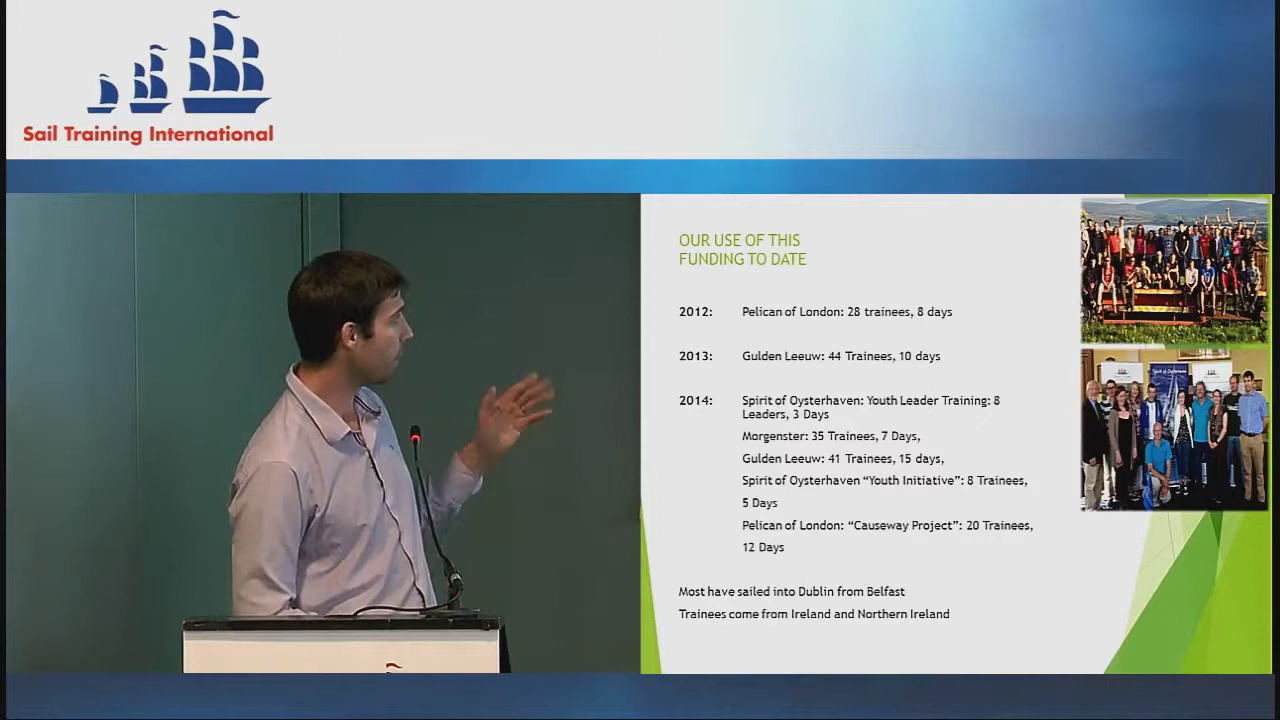 Sail Training International
OUR USE OF THIS
FUNDING TO DATE
2012: Pelican of London: 28 trainees, 8 days
2013: Gulden Leeuw: 44 Trainees, 10 days
2014: Spirit of Oysterhaven: Youth Leader Training: 8
Leaders, 3 Days
Morgenster: 35 Trainees, 7 Days,
Gulden Leeuw: 41 Trainees, 15 days,
Spirit of Oysterhaven “Youth Initiative”: 8 Trainees,
5 Days
Pelican of London: “Causeway Project”: 20 Trainees,
12 Days
Most have sailed into Dublin from Belfast
Trainees come from Ireland and Northern Ireland
Spirit of Oysterhaven